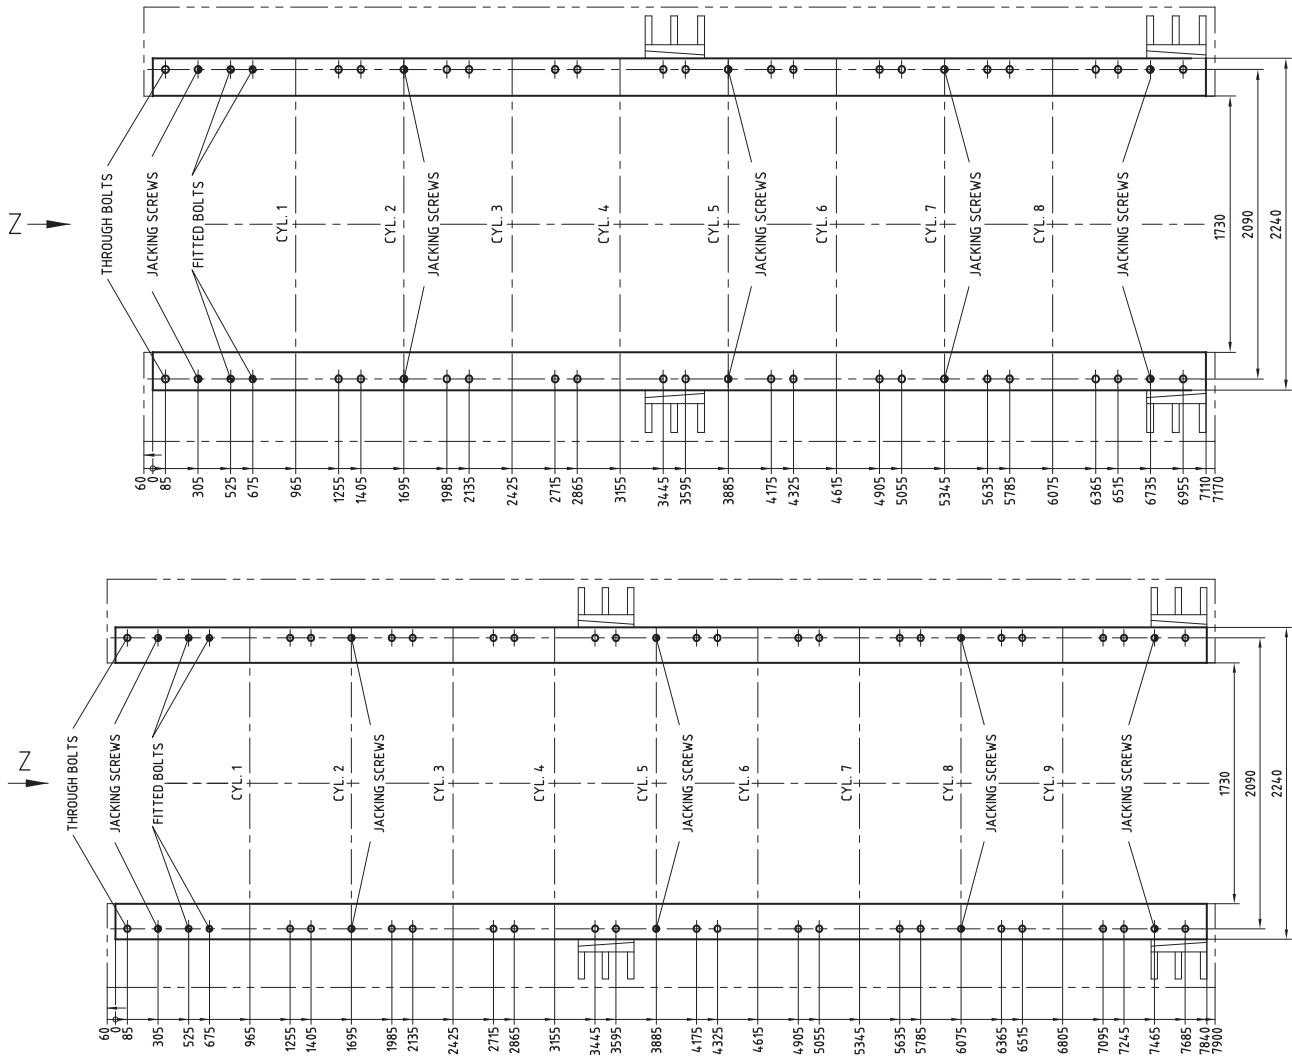 Z
THROUGH BOLTS
JACKING SCREWS
FITTED BOLTS
CYL. 1
CYL. 2
JACKING SCREWS
CYL. 3
CYL. 4
CYL. 5
JACKING SCREWS
CYL. 6
CYL. 7
JACKING SCREWS
CYL. 8
JACKING SCREWS
1730
2090
2240
60
0
85
305
525
675
965
1255
1405
1695
1985
2135
2425
2715
2865
3155
3445
3595
3885
4175
4325
4615
4905
5055
5345
5635
5785
6075
6365
6515
6735
6955
7110
7170
Z
THROUGH BOLTS
JACKING SCREWS
FITTED BOLTS
CYL. 1
CYL. 2
JACKING SCREWS
CYL. 3
CYL. 4
CYL. 5
JACKING SCREWS
CYL. 6
CYL. 7
CYL. 8
JACKING SCREWS
CYL. 9
JACKING SCREWS
1730
2090
2240
60
0
85
305
525
675
965
1255
1405
1695
1985
2135
2425
2715
2865
3155
3445
3595
3885
4175
4325
4615
4905
5055
5345
5635
5785
6075
6365
6515
6805
7095
7245
7465
7685
7840
7900